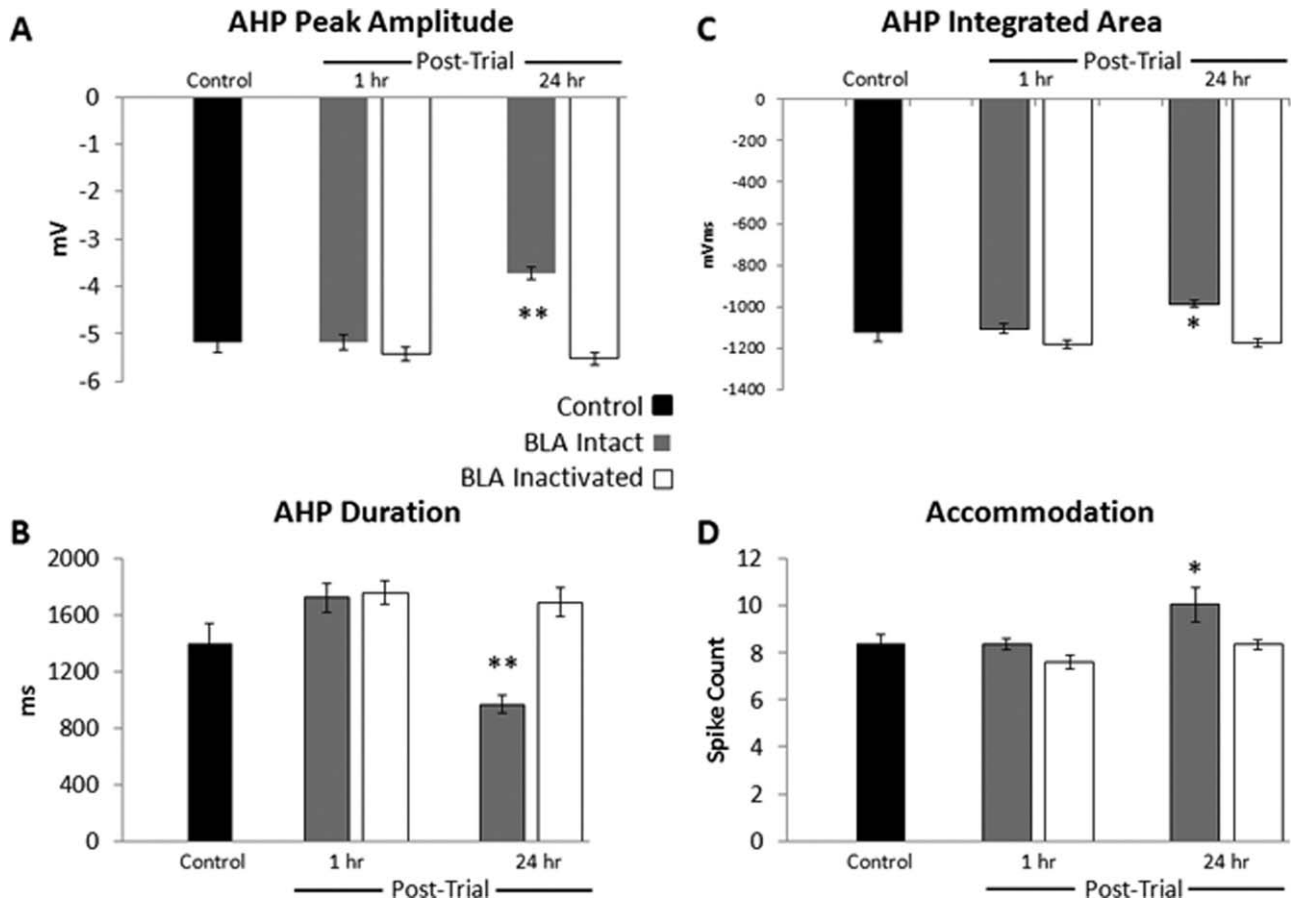 A
AHP Peak Amplitude
Post-Trial
Control
1 hr
24 hr
0
-1
-2
-3
-4
-5
-6
mV
**
C
AHP Integrated Area
Post-Trial
Control
1 hr
24 hr
0
-200
-400
-600
-800
-1000
-1200
-1400
mVms
*
Control
BLA Intact
BLA Inactivated
B
AHP Duration
2000
1600
1200
800
400
0
ms
**
Control
1 hr
24 hr
Post-Trial
D
Accommodation
12
10
8
6
4
2
0
Spike Count
*
Control
1 hr
24 hr
Post-Trial